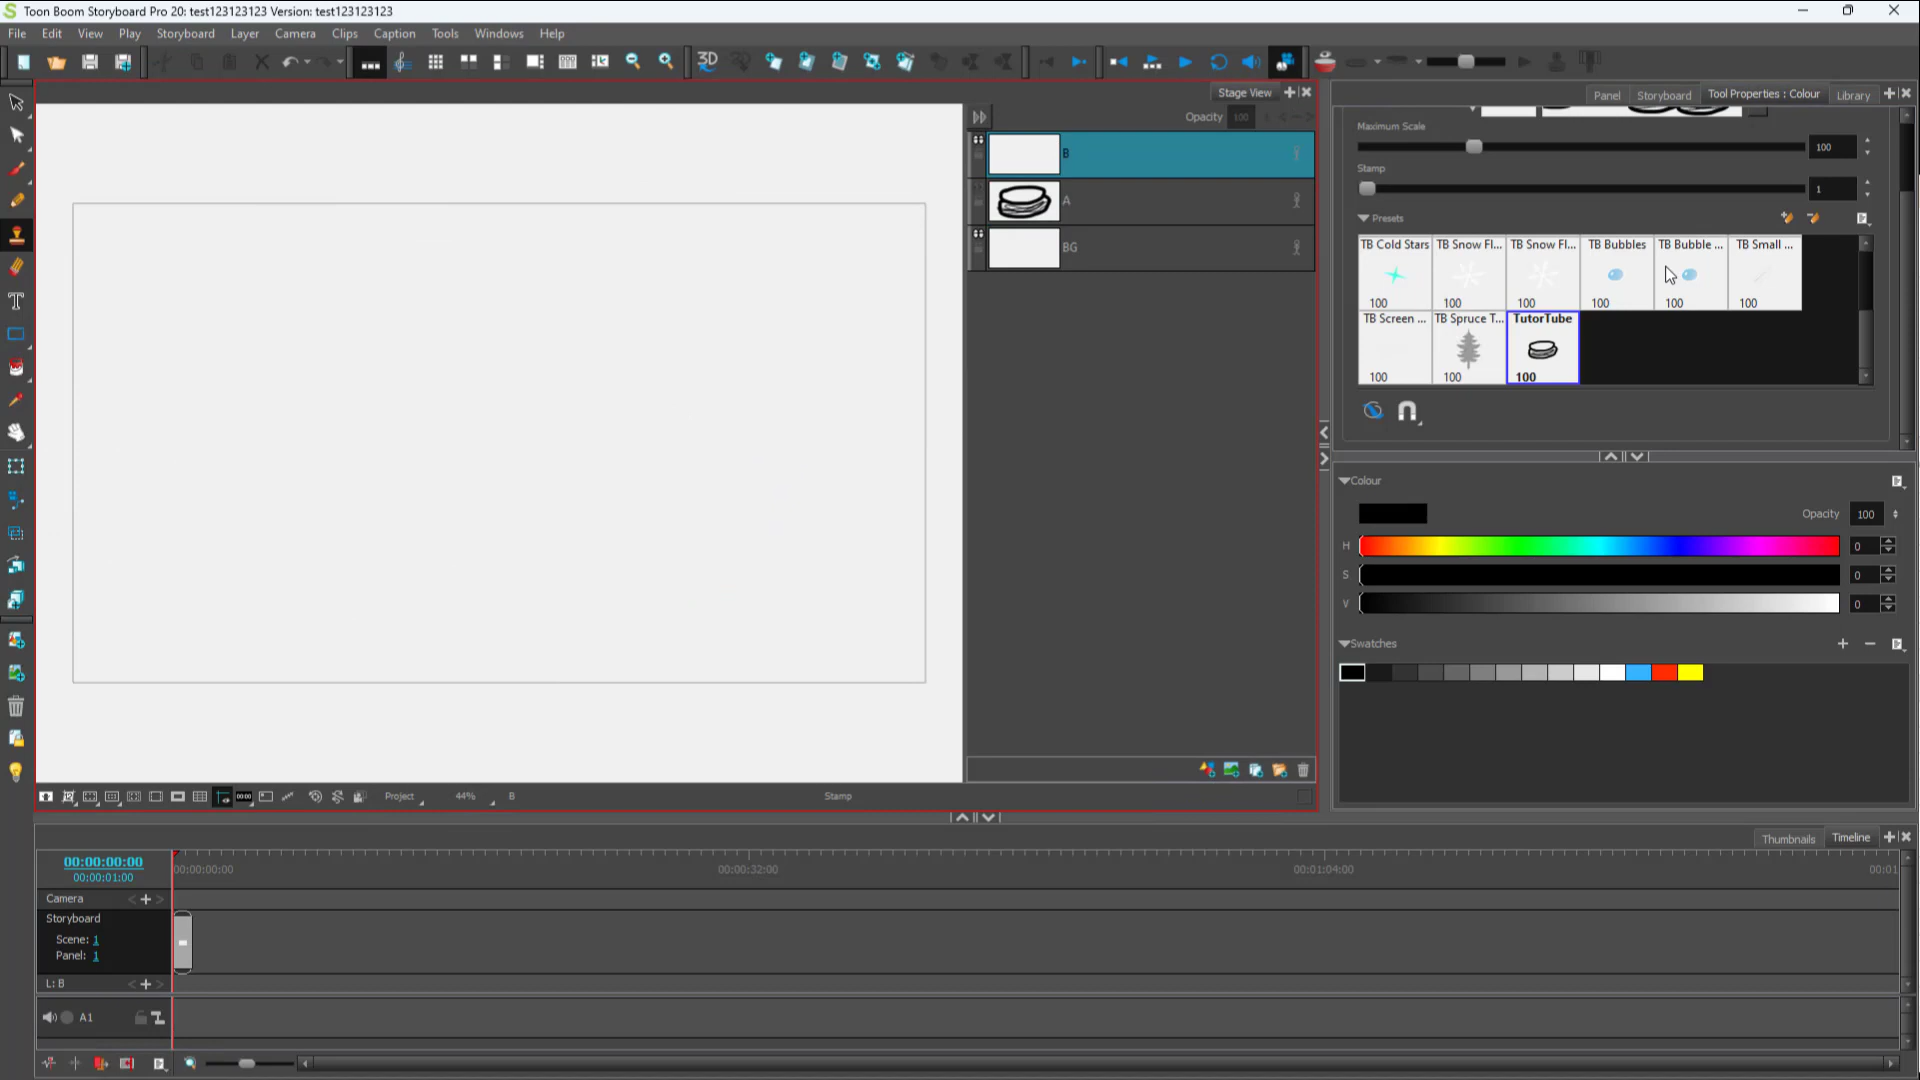 Toon Boom Storyboard Pro 20: test123123123 Version: test123123123
File Edit View Play Storyboard Layer Camera Clips Caption Tools Windows Help
3D
Stage View
Panel Storyboard Tool Properties : Colour Library
Opacity 100
Maximum Scale
100
B
Stamp
1
A
Presets
TB Cold Stars TB Snow Fl... TB Snow Fl... TB Bubbles TB Bubble ... TB Small ...
BG
100 100 100 100 100 100
TB Screen ... TB Spruce T... TutorTube
100 100 100
T
Colour
Opacity 100
H 0
S 0
V 0
Swatches
Project 44% B Stamp
Thumbnails Timeline
00:00:00:00
00:00:01:00
00:00:00:00 00:00:32:00 00:01:04:00 00:01
Camera
Storyboard
Scene: 1
Panel: 1
L: B
A1